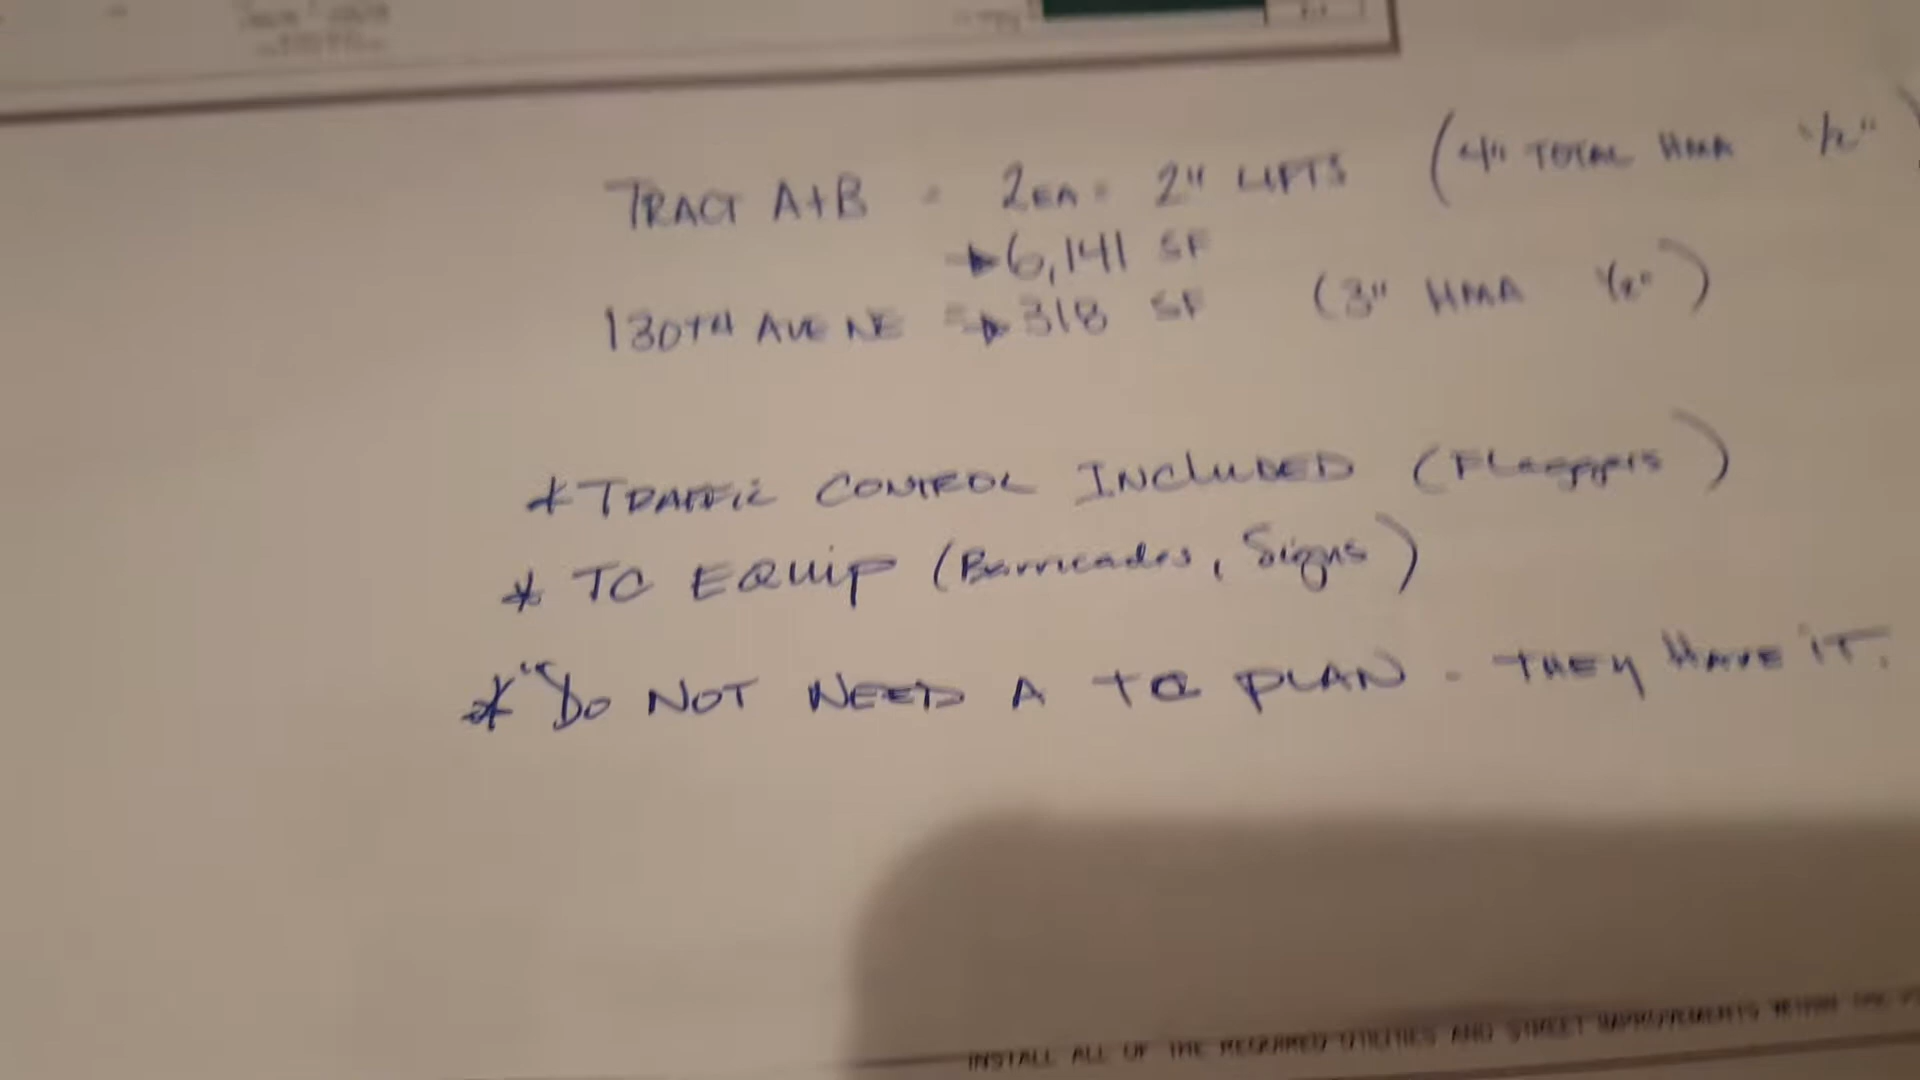 TRACT A+B = 2EA = 2" LIFTS (4" TOTAL HMA 1/2")
→6,141 SF
130TH AVE NE =→318 SF (3" HMA 1/2")
* TRAFFIC CONTROL INCLUDED (Flaggers)
* TC EQUIP (Barricades, Signs)
* "DO NOT NEED A TC PLAN - THEY HAVE IT.
INSTALL ALL OF THE REQUIRED UTILITIES AND STREET IMPROVEMENTS WITHIN THE